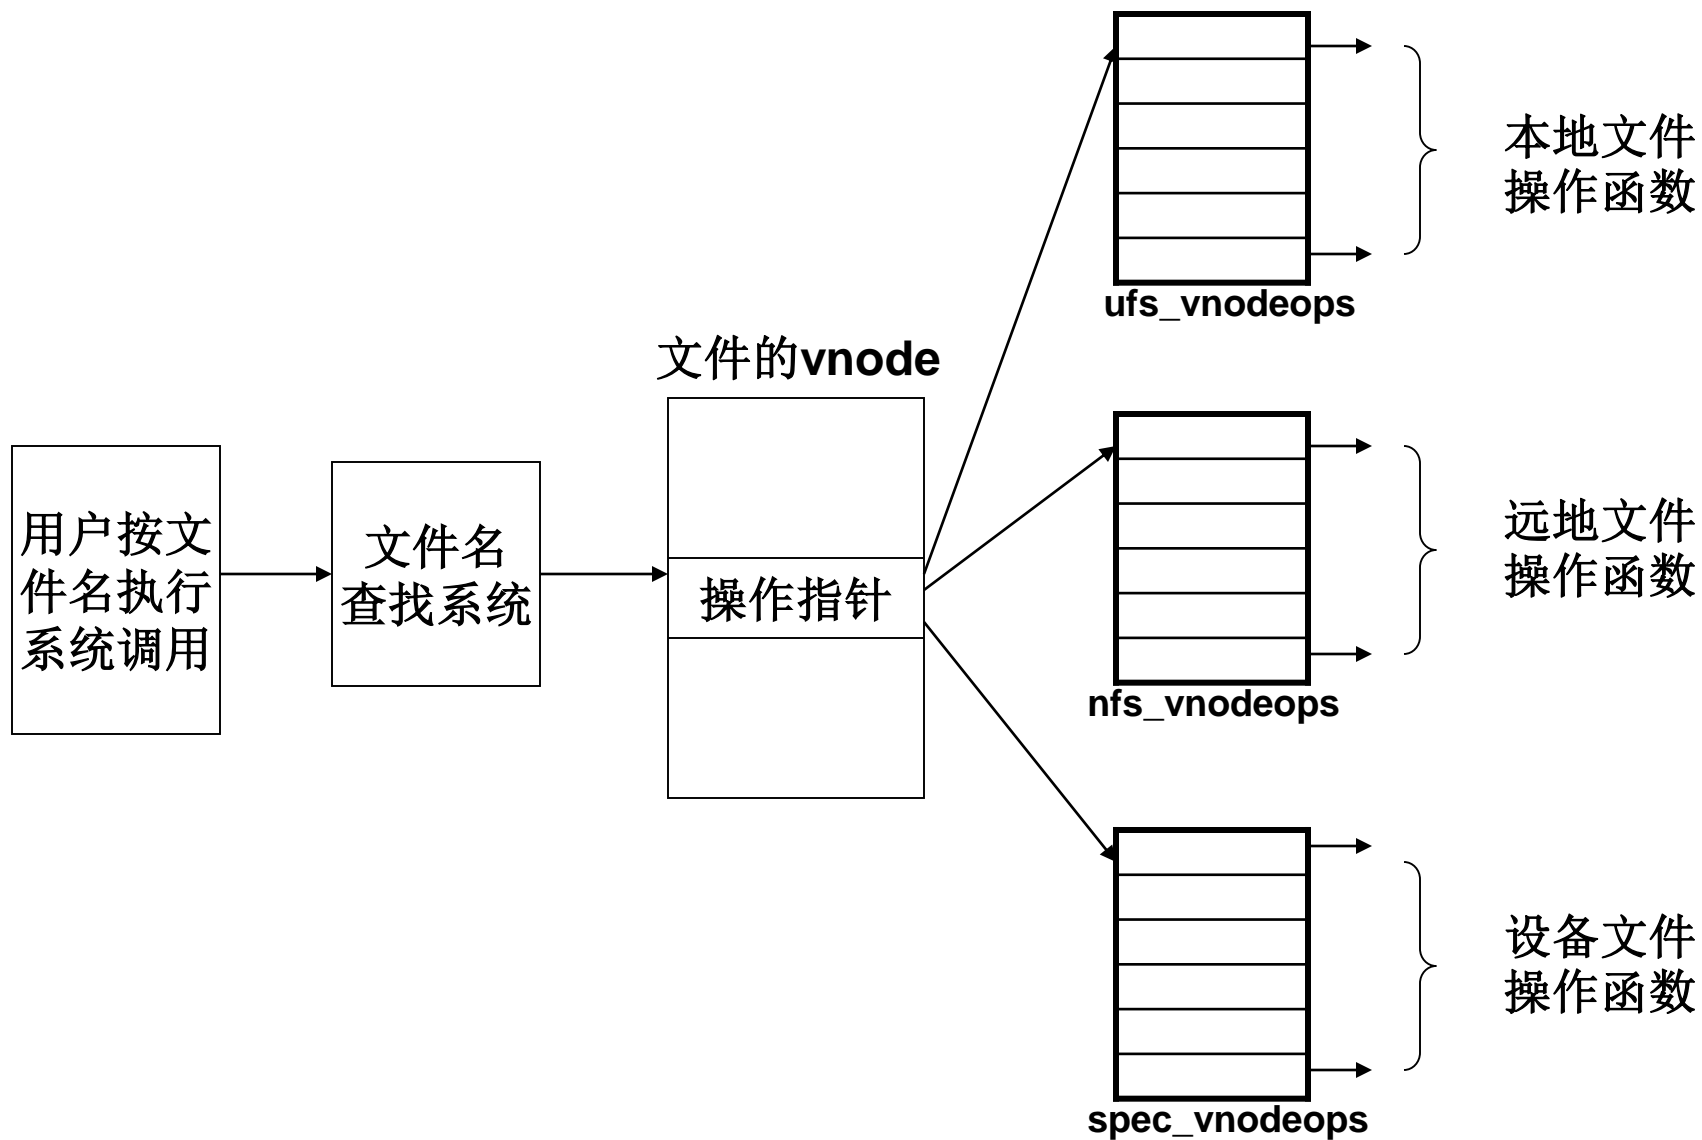 用户按文
件名执行
系统调用
文件名
查找系统
文件的vnode
操作指针
本地文件
操作函数
ufs_vnodeops
远地文件
操作函数
nfs_vnodeops
设备文件
操作函数
spec_vnodeops